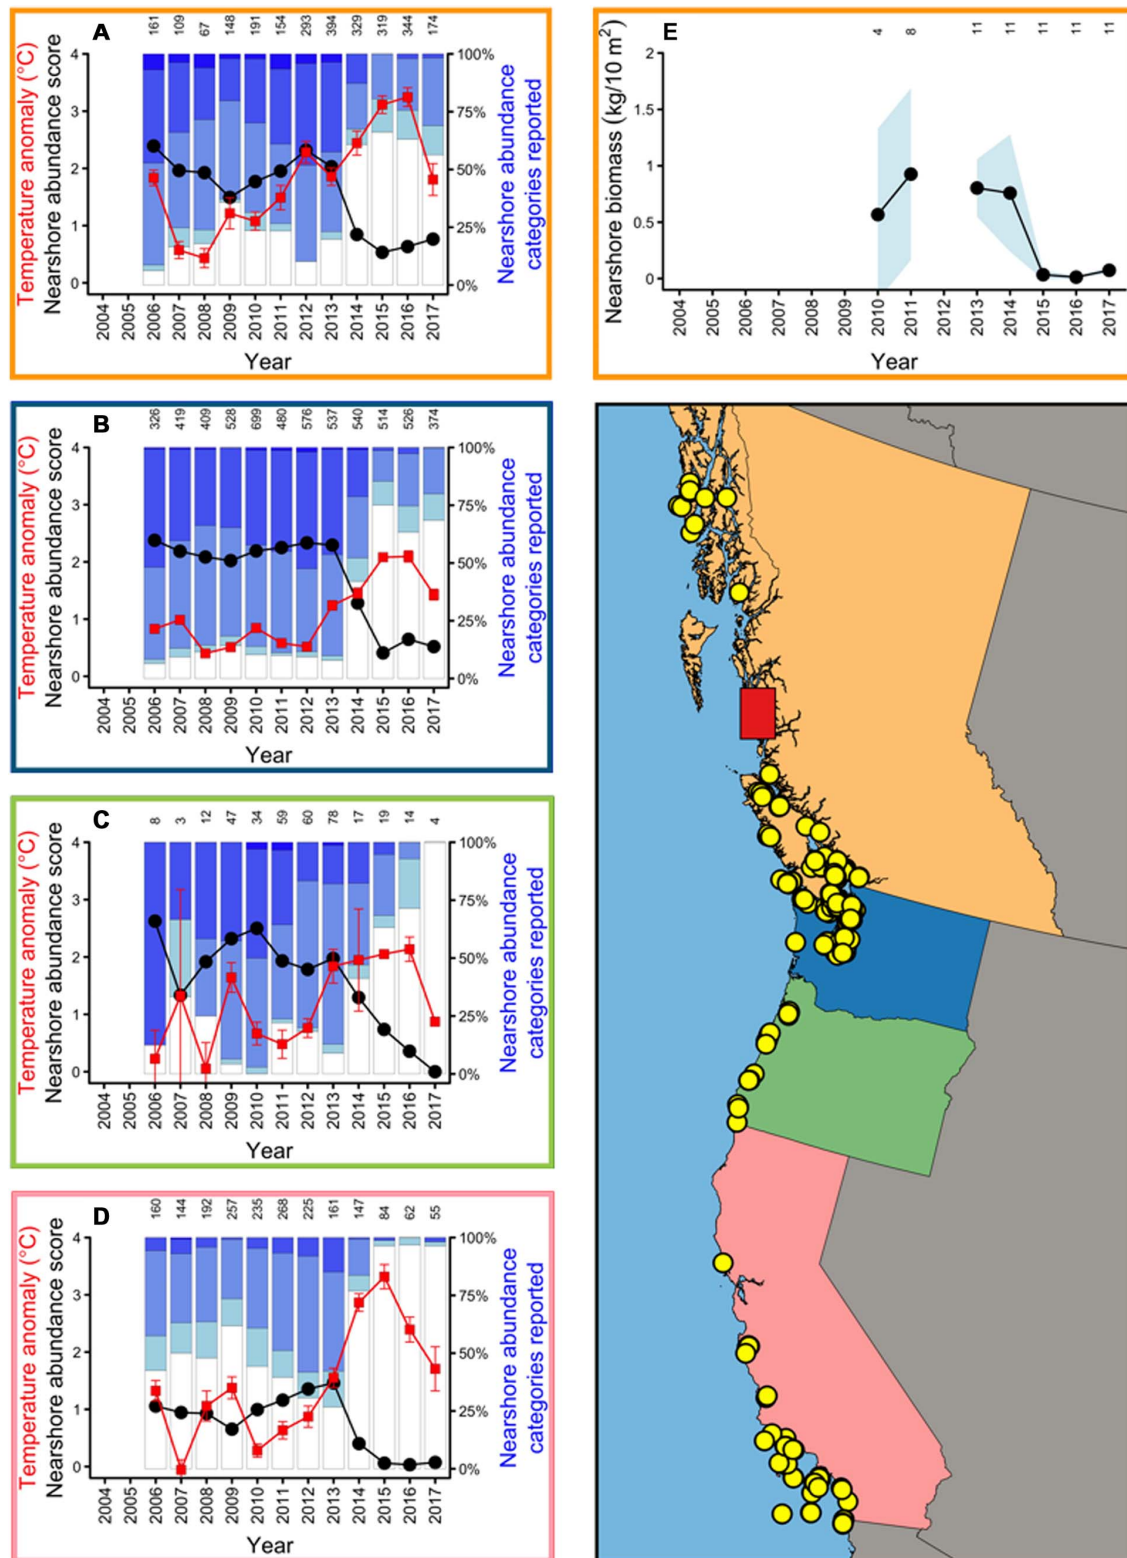 A
161 109 67 148 191 154 293 394 329 319 344 174
Temperature anomaly (°C)
Nearshore abundance score
4
3
2
1
0
100%
75%
50%
25%
0%
Nearshore abundance
categories reported
2004 2005 2006 2007 2008 2009 2010 2011 2012 2013 2014 2015 2016 2017
Year
B
326 419 409 528 699 480 576 537 540 514 526 374
Temperature anomaly (°C)
Nearshore abundance score
4
3
2
1
0
100%
75%
50%
25%
0%
Nearshore abundance
categories reported
2004 2005 2006 2007 2008 2009 2010 2011 2012 2013 2014 2015 2016 2017
Year
C
8 3 12 47 34 59 60 78 17 19 14 4
Temperature anomaly (°C)
Nearshore abundance score
4
3
2
1
0
100%
75%
50%
25%
0%
Nearshore abundance
categories reported
2004 2005 2006 2007 2008 2009 2010 2011 2012 2013 2014 2015 2016 2017
Year
D
160 144 192 257 235 268 225 161 147 84 62 55
Temperature anomaly (°C)
Nearshore abundance score
4
3
2
1
0
100%
75%
50%
25%
0%
Nearshore abundance
categories reported
2004 2005 2006 2007 2008 2009 2010 2011 2012 2013 2014 2015 2016 2017
Year
E
4 8 11 11 11 11 11
Nearshore biomass (kg/10 m²)
2
1.5
1
0.5
0
2004 2005 2006 2007 2008 2009 2010 2011 2012 2013 2014 2015 2016 2017
Year